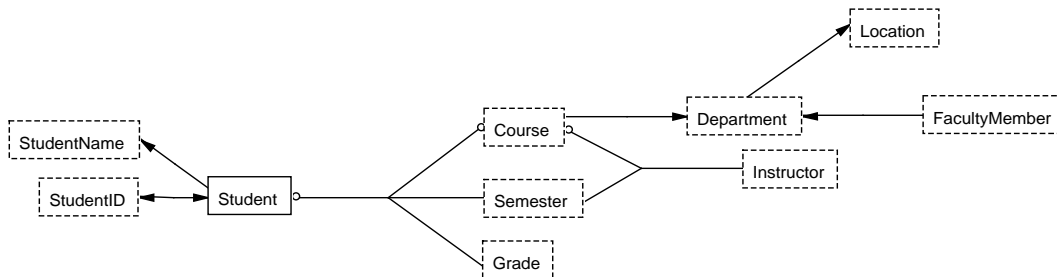 Location
Course
Department
FacultyMember
StudentName
Instructor
StudentID
Student
Semester
Grade